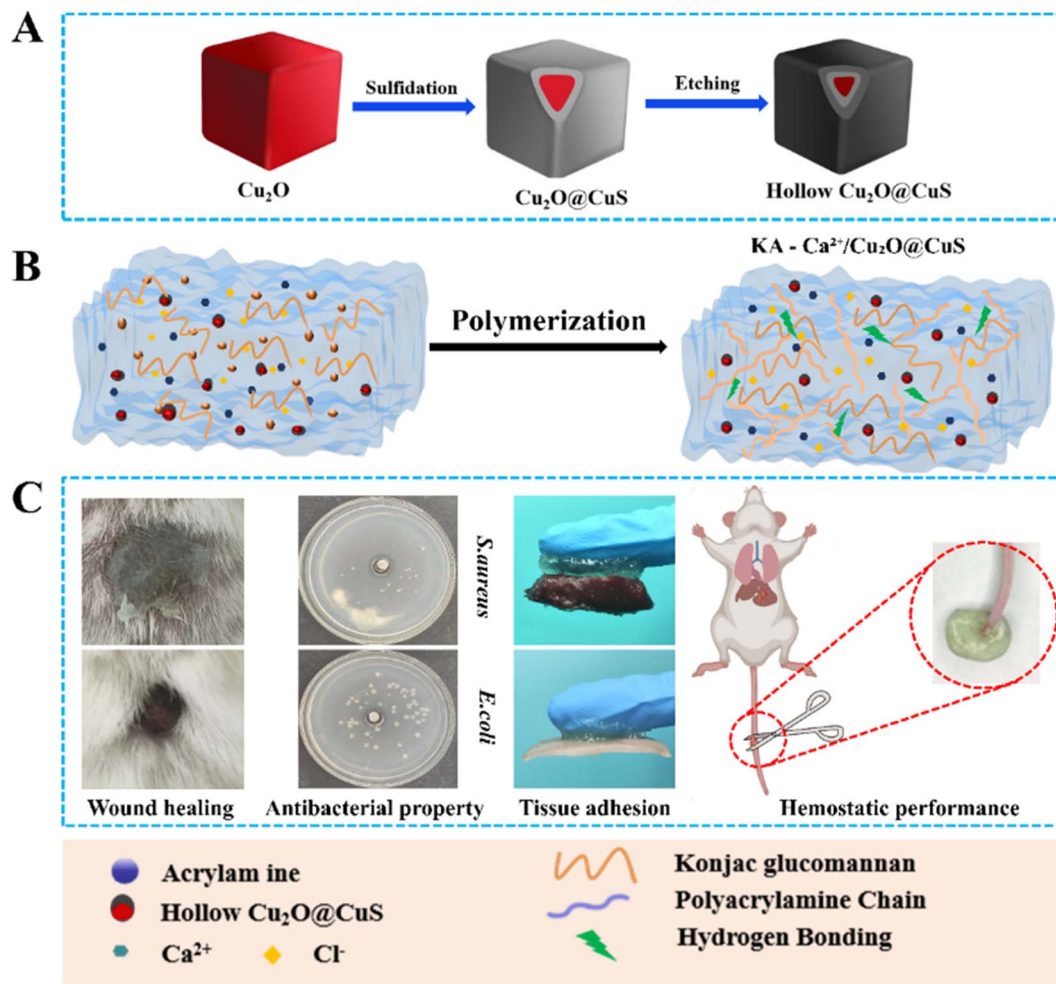 A
Sulfidation
Etching
Cu₂O
Cu₂O@CuS
Hollow Cu₂O@CuS
B
KA - Ca²⁺/Cu₂O@CuS
Polymerization
C
S.aureus
E.coli
Wound healing
Antibacterial property
Tissue adhesion
Hemostatic performance
Acrylam ine
Hollow Cu₂O@CuS
Ca²⁺
Cl⁻
Konjac glucomannan
Polyacrylamine Chain
Hydrogen Bonding